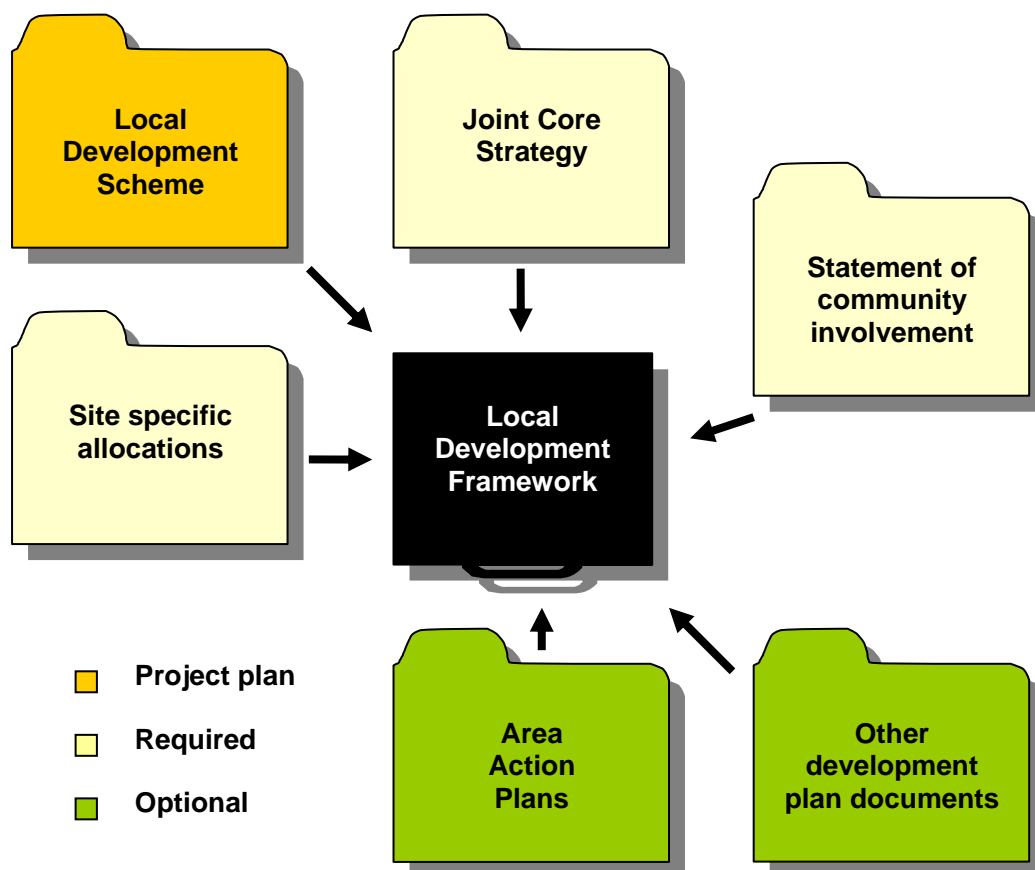 Local
Development
Scheme
Joint Core
Strategy
Statement of
community
involvement
Site specific
allocations
Local
Development
Framework
Project plan
Required
Optional
Area
Action
Plans
Other
development
plan documents